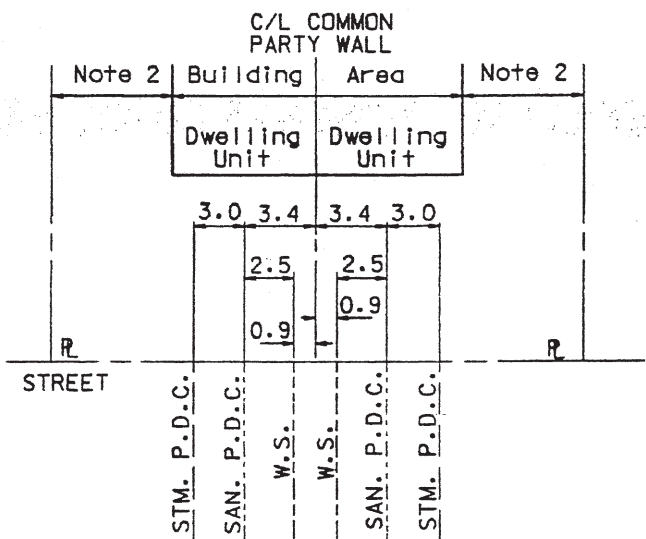 C/L COMMON
PARTY WALL
Note 2 Building Area Note 2
Dwelling Dwelling
Unit Unit
3.0 3.4 3.4 3.0
2.5 2.5
0.9
0.9
PL PL
STREET
STM. P.D.C.
SAN. P.D.C.
W.S.
W.S.
SAN. P.D.C.
STM. P.D.C.